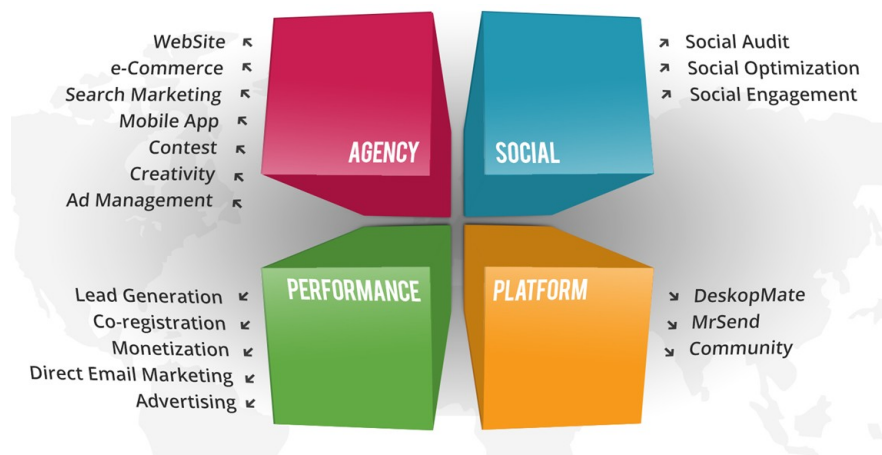 WebSite
e-Commerce
Search Marketing
Mobile App
Contest
Creativity
Ad Management
AGENCY
SOCIAL
Social Audit
Social Optimization
Social Engagement
Lead Generation
Co-registration
Monetization
Direct Email Marketing
Advertising
PERFORMANCE
PLATFORM
DeskopMate
MrSend
Community